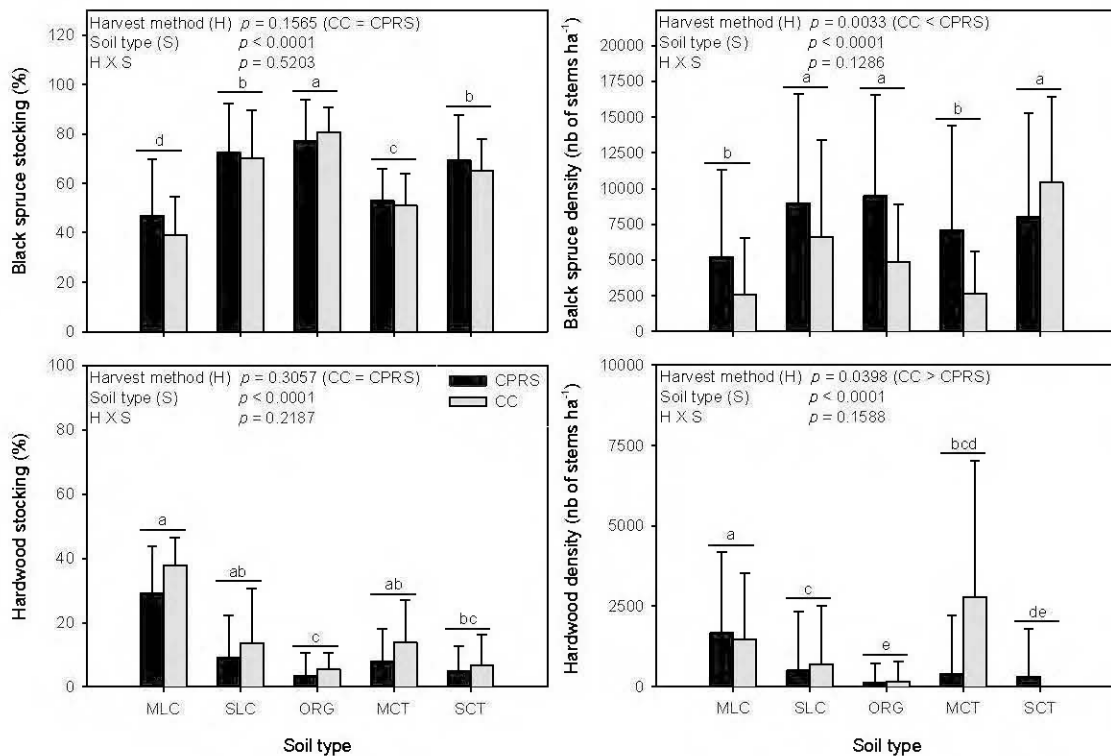 Harvest method (H) p = 0.1565 (CC = CPRS)
Soil type (S) p < 0.0001
H X S p = 0.5203
Black spruce stocking (%)
120
100
80
60
40
20
0
d
b
a
c
b
Harvest method (H) p = 0.0033 (CC < CPRS)
Soil type (S) p < 0.0001
H X S p = 0.1286
Balck spruce density (nb of stems ha-1)
20000
17500
15000
12500
10000
7500
5000
2500
0
b
a
a
b
a
Harvest method (H) p = 0.3057 (CC = CPRS)
Soil type (S) p < 0.0001
H X S p = 0.2187
CPRS
CC
Hardwood stocking (%)
100
80
60
40
20
0
a
ab
c
ab
bc
MLC SLC ORG MCT SCT
Soil type
Harvest method (H) p = 0.0398 (CC > CPRS)
Soil type (S) p < 0.0001
H X S p = 0.1588
Hardwood density (nb of stems ha-1)
10000
7500
5000
2500
0
a
c
e
bcd
de
MLC SLC ORG MCT SCT
Soil type